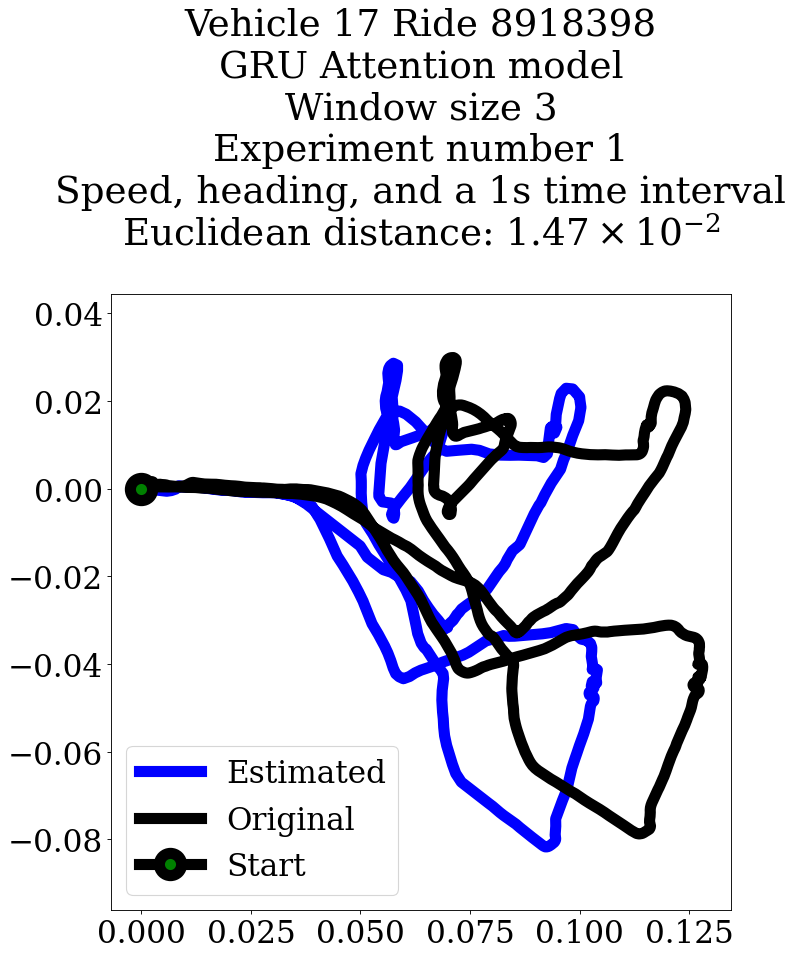 Vehicle 17 Ride 8918398
GRU Attention model
Window size 3
Experiment number 1
Speed, heading, and a 1s time interval
Euclidean distance: 1.47 × 10⁻²
0.04
0.02
0.00
−0.02
−0.04
−0.06
−0.08
Estimated
Original
Start
0.000 0.025 0.050 0.075 0.100 0.125